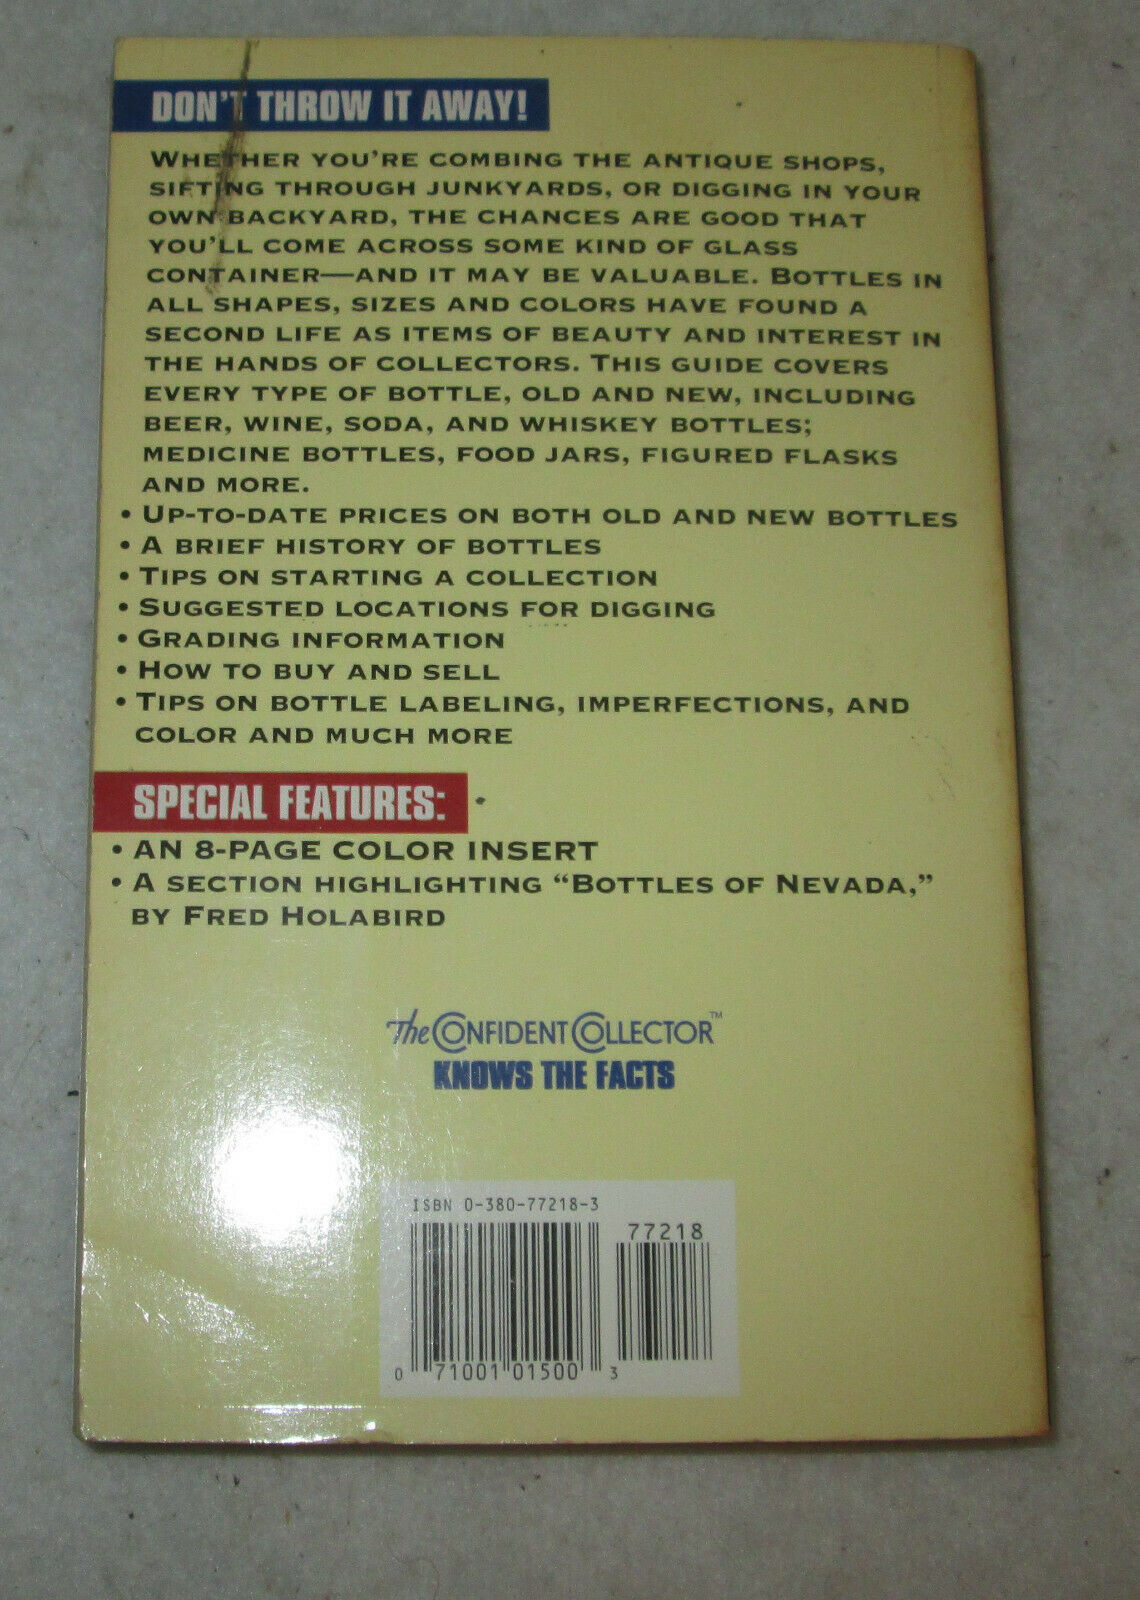 DON'T THROW IT AWAY!
WHETHER YOU'RE COMBING THE ANTIQUE SHOPS,
SIFTING THROUGH JUNKYARDS, OR DIGGING IN YOUR
OWN BACKYARD, THE CHANCES ARE GOOD THAT
YOU'LL COME ACROSS SOME KIND OF GLASS
CONTAINER—AND IT MAY BE VALUABLE. BOTTLES IN
ALL SHAPES, SIZES AND COLORS HAVE FOUND A
SECOND LIFE AS ITEMS OF BEAUTY AND INTEREST IN
THE HANDS OF COLLECTORS. THIS GUIDE COVERS
EVERY TYPE OF BOTTLE, OLD AND NEW, INCLUDING
BEER, WINE, SODA, AND WHISKEY BOTTLES;
MEDICINE BOTTLES, FOOD JARS, FIGURED FLASKS
AND MORE.
• UP-TO-DATE PRICES ON BOTH OLD AND NEW BOTTLES
• A BRIEF HISTORY OF BOTTLES
• TIPS ON STARTING A COLLECTION
• SUGGESTED LOCATIONS FOR DIGGING
• GRADING INFORMATION
• HOW TO BUY AND SELL
• TIPS ON BOTTLE LABELING, IMPERFECTIONS, AND
COLOR AND MUCH MORE
SPECIAL FEATURES:
• AN 8-PAGE COLOR INSERT
• A SECTION HIGHLIGHTING “BOTTLES OF NEVADA,”
BY FRED HOLABIRD
The CONFIDENT COLLECTOR™
KNOWS THE FACTS
ISBN 0-380-77218-3
77218
0 71001 01500 3